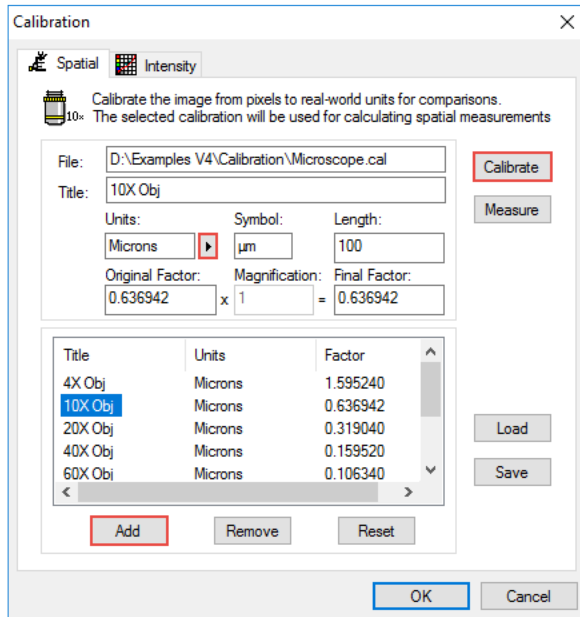 Calibration
Spatial
Intensity
10×
Calibrate the image from pixels to real-world units for comparisons.
The selected calibration will be used for calculating spatial measurements
File: D:\Examples V4\Calibration\Microscope.cal
Calibrate
Title: 10X Obj
Measure
Units: Symbol: Length:
Microns µm 100
Original Factor: Magnification: Final Factor:
0.636942 x 1 = 0.636942
Title Units Factor
4X Obj Microns 1.595240
10X Obj Microns 0.636942
20X Obj Microns 0.319040
40X Obj Microns 0.159520
60X Obj Microns 0.106340
Load
Save
Add Remove Reset
OK Cancel